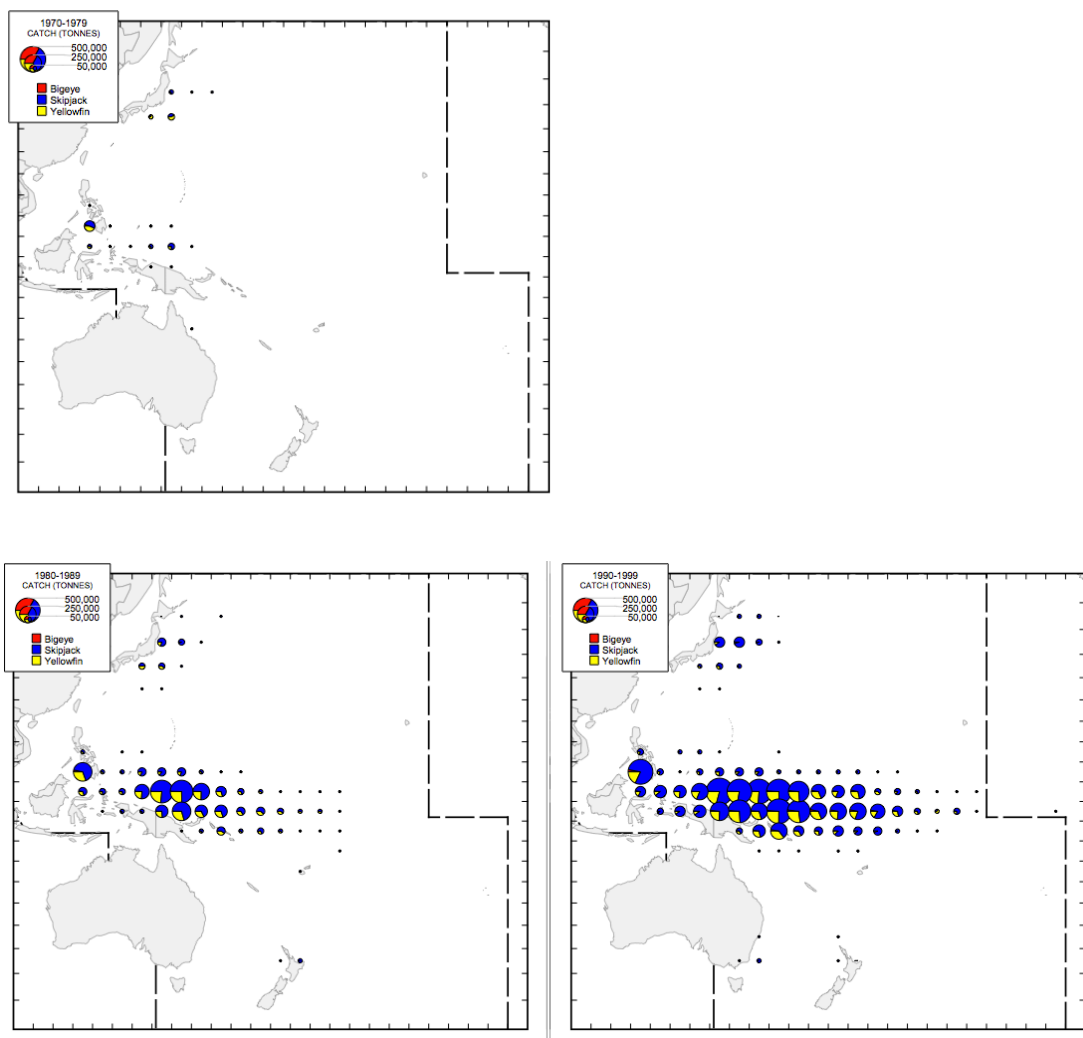 1970-1979
CATCH (TONNES)
500,000
250,000
50,000
Bigeye
Skipjack
Yellowfin
1980-1989
CATCH (TONNES)
500,000
250,000
50,000
Bigeye
Skipjack
Yellowfin
1990-1999
CATCH (TONNES)
500,000
250,000
50,000
Bigeye
Skipjack
Yellowfin